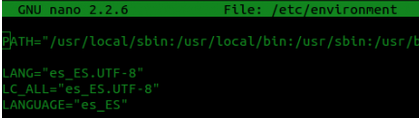 GNU nano 2.2.6 File: /etc/environment
PATH="/usr/local/sbin:/usr/local/bin:/usr/sbin:/usr/b
LANG="es_ES.UTF-8"
LC_ALL="es_ES.UTF-8"
LANGUAGE="es_ES"